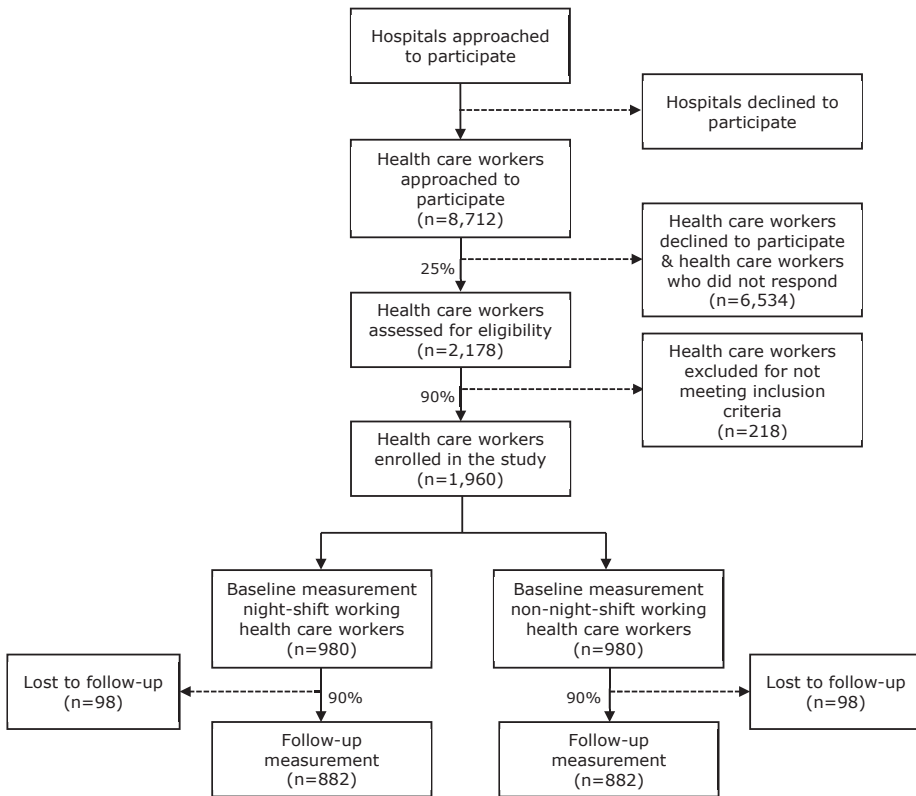 Hospitals approached
to participate
Hospitals declined to
participate
Health care workers
approached to
participate
(n=8,712)
Health care workers
declined to participate
& health care workers
who did not respond
(n=6,534)
25%
Health care workers
assessed for eligibility
(n=2,178)
Health care workers
excluded for not
meeting inclusion
criteria
(n=218)
90%
Health care workers
enrolled in the study
(n=1,960)
Baseline measurement
night-shift working
health care workers
(n=980)
Baseline measurement
non-night-shift working
health care workers
(n=980)
Lost to follow-up
(n=98)
90%
90%
Lost to follow-up
(n=98)
Follow-up
measurement
(n=882)
Follow-up
measurement
(n=882)